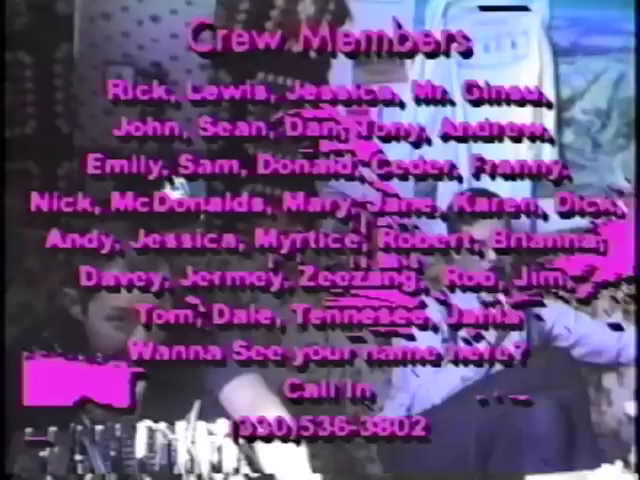 Crew Members
Rick, Lewis, Jessica, Mr. Ginau,
John, Sean, Dan, Tony, Andrew,
Emily, Sam, Donald, Ceder, Franny,
Nick, McDonalds, Mary, Jane, Karen, Dick,
Andy, Jessica, Myrtice, Robert, Brianna,
Davey, Jermey, Zeezang, Rob, Jim,
Tom, Dale, Tennesee,
Wanna See your name here?
Call In
(330)536-3802